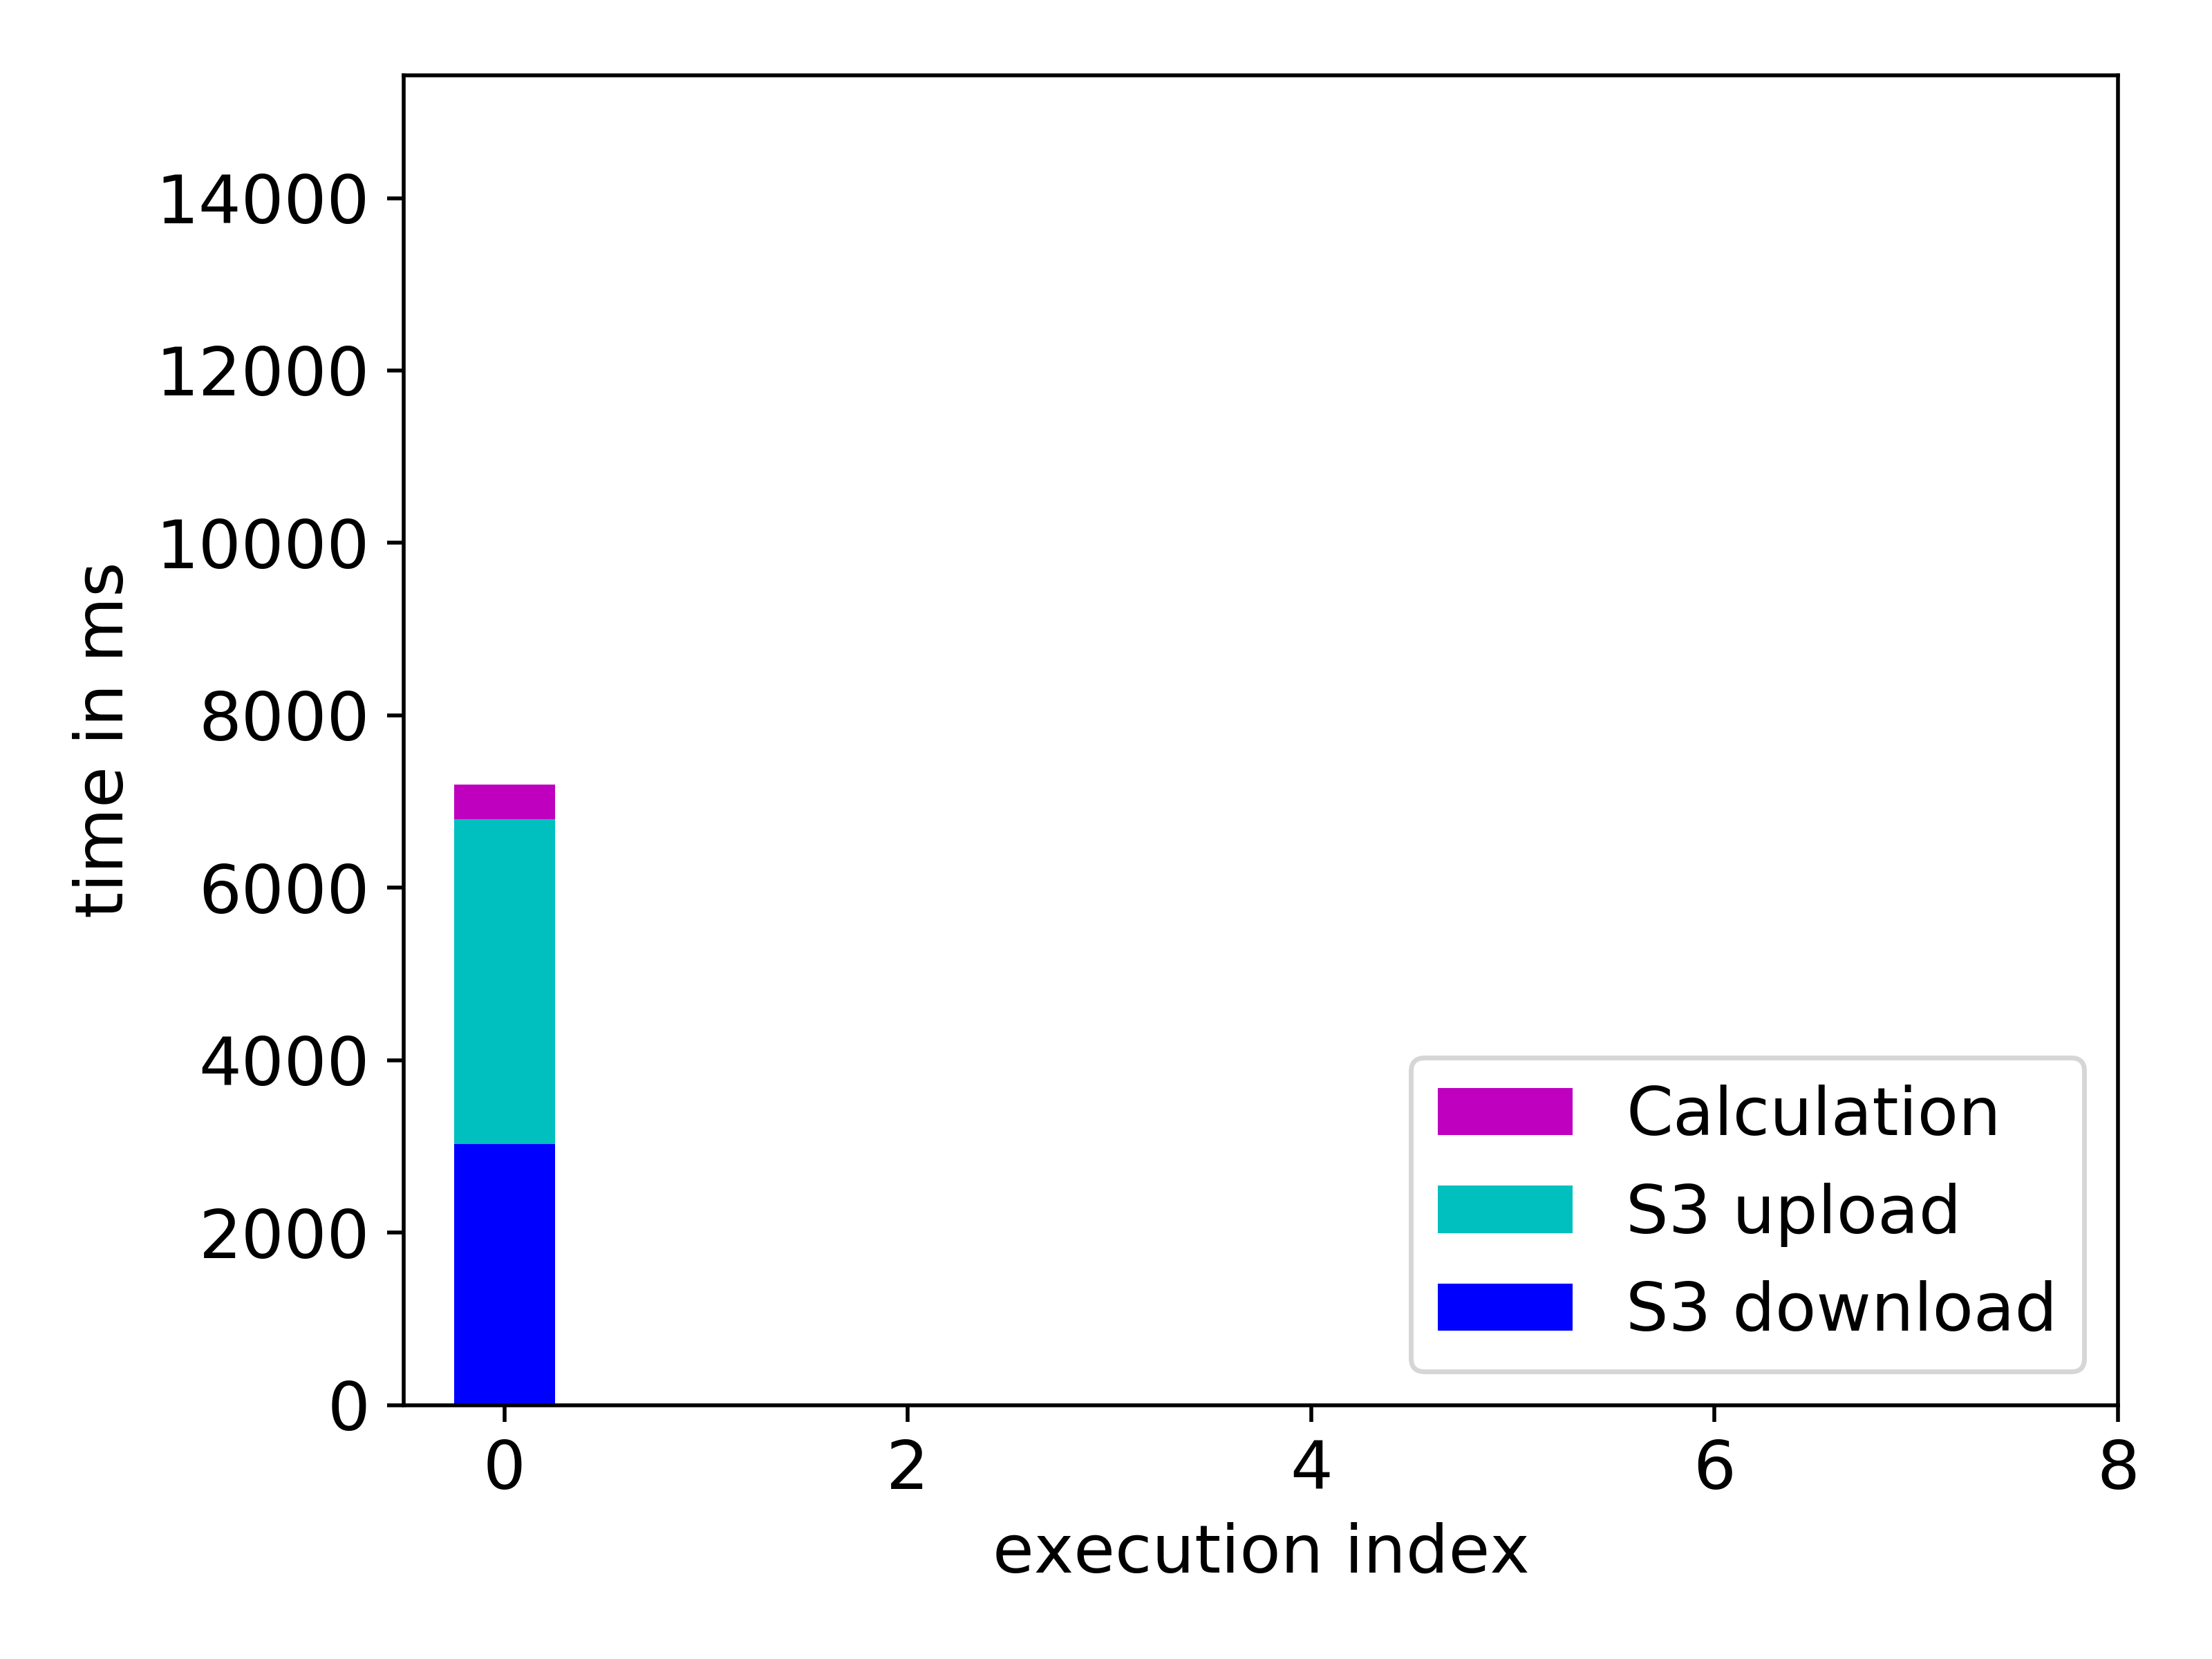 14000
12000
10000
8000
6000
4000
2000
0
time in ms
Calculation
S3 upload
S3 download
0 2 4 6 8
execution index